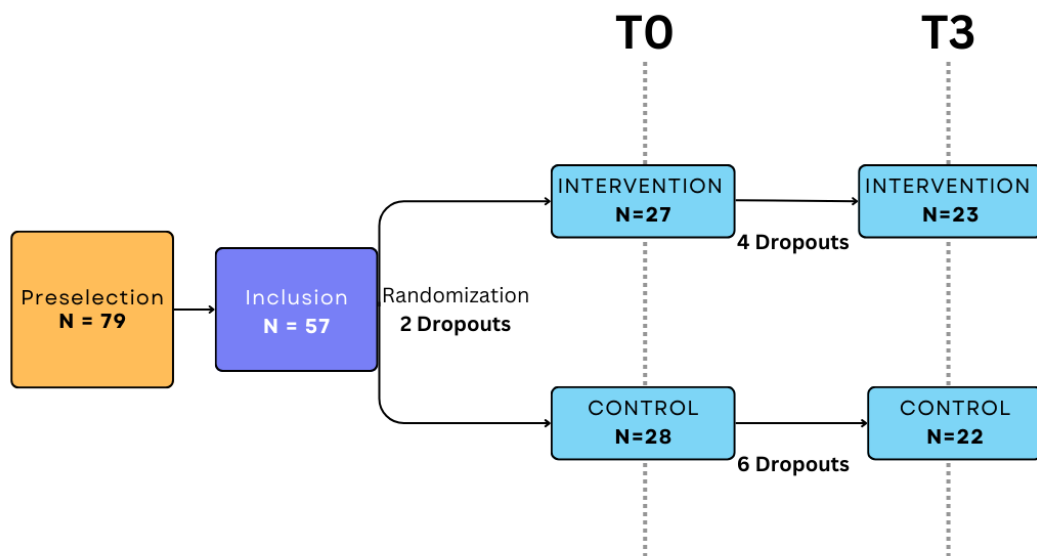 T0
T3
INTERVENTION
N=27
INTERVENTION
N=23
4 Dropouts
Preselection
N = 79
Inclusion
N = 57
Randomization
2 Dropouts
CONTROL
N=28
CONTROL
N=22
6 Dropouts